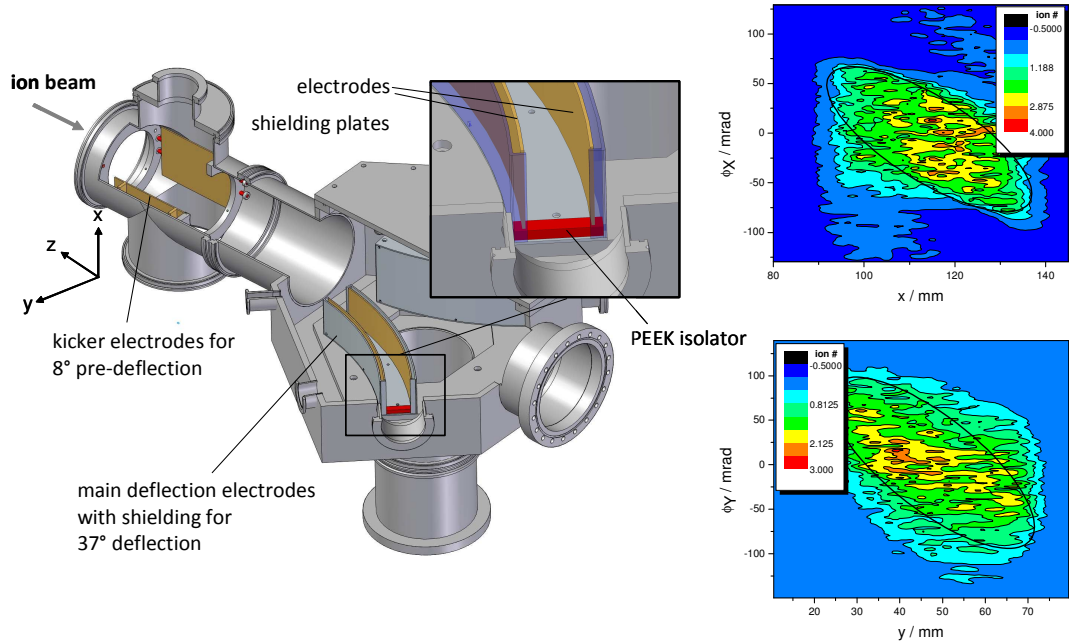 ion beam
electrodes
shielding plates
x
z
y
kicker electrodes for
8° pre-deflection
PEEK isolator
main deflection electrodes
with shielding for
37° deflection
ion #
-0.5000
1.188
2.875
4.000
100
50
0
-50
-100
ϕX / mrad
80 100 120 140
x / mm
ion #
-0.5000
0.8125
2.125
3.000
100
50
0
-50
-100
ϕY / mrad
20 30 40 50 60 70
y / mm